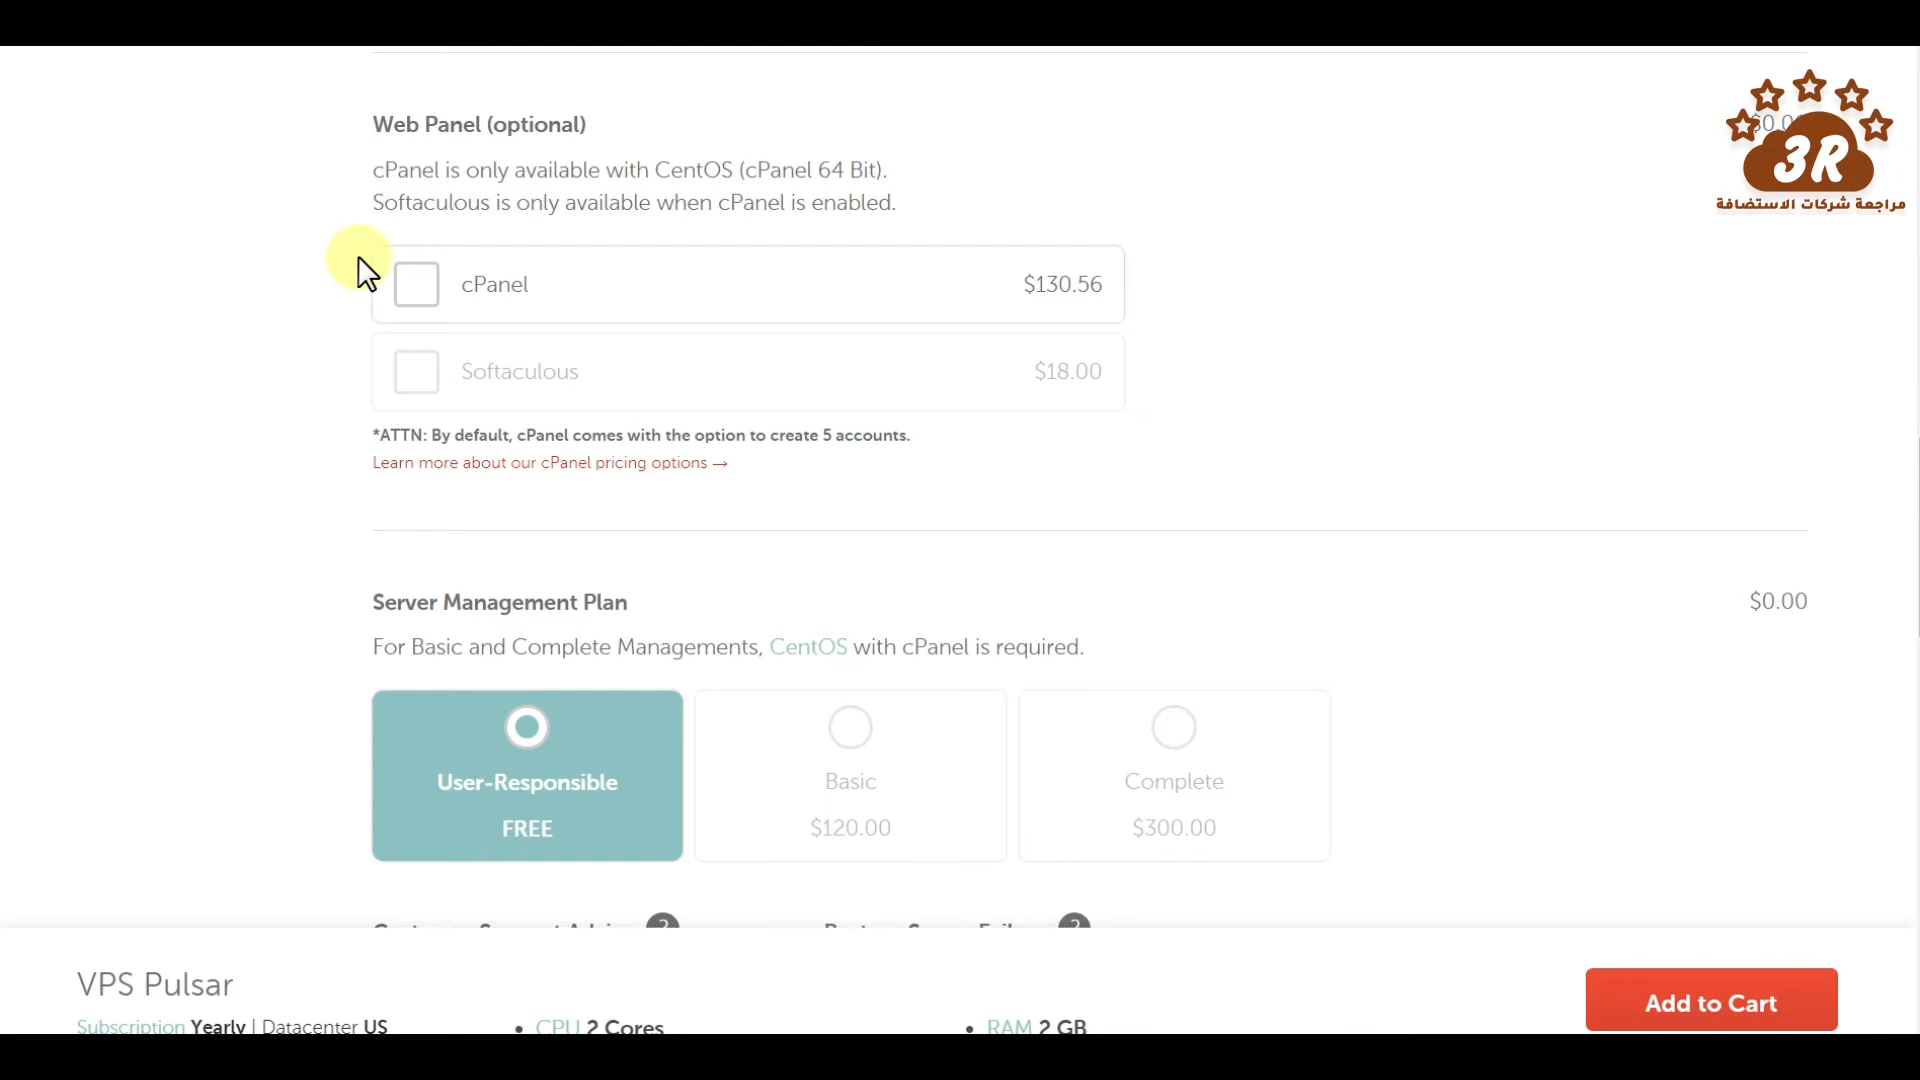 Web Panel (optional)
cPanel is only available with CentOS (cPanel 64 Bit).
Softaculous is only available when cPanel is enabled.
3R
مراجعة شركات الاستضافة
cPanel $130.56
Softaculous $18.00
*ATTN: By default, cPanel comes with the option to create 5 accounts.
Learn more about our cPanel pricing options →
Server Management Plan $0.00
For Basic and Complete Managements, CentOS with cPanel is required.
User-Responsible Basic Complete
FREE $120.00 $300.00
VPS Pulsar
Add to Cart
Subscription Yearly | Datacenter US • CPU 2 Cores • RAM 2 GB